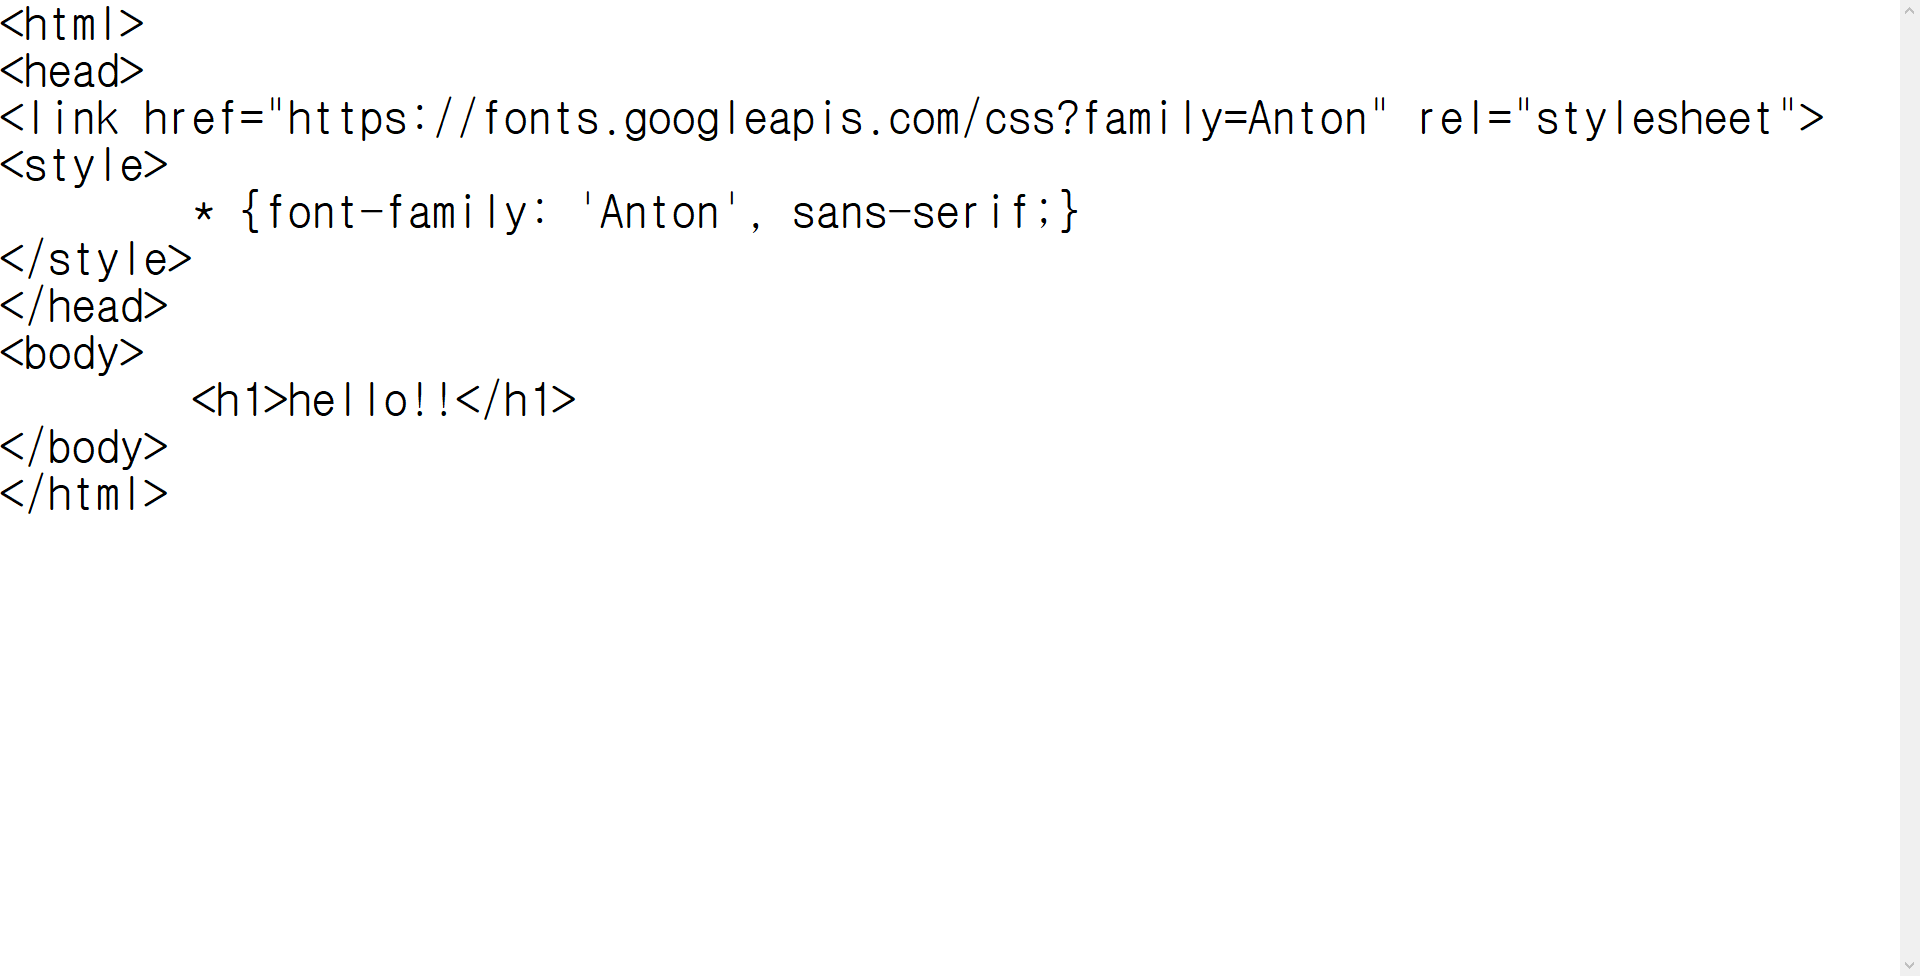 <html>
<head>
<link href="https://fonts.googleapis.com/css?family=Anton" rel="stylesheet">
<style>
        * {font-family: 'Anton', sans-serif;}
</style>
</head>
<body>
        <h1>hello!!</h1>
</body>
</html>